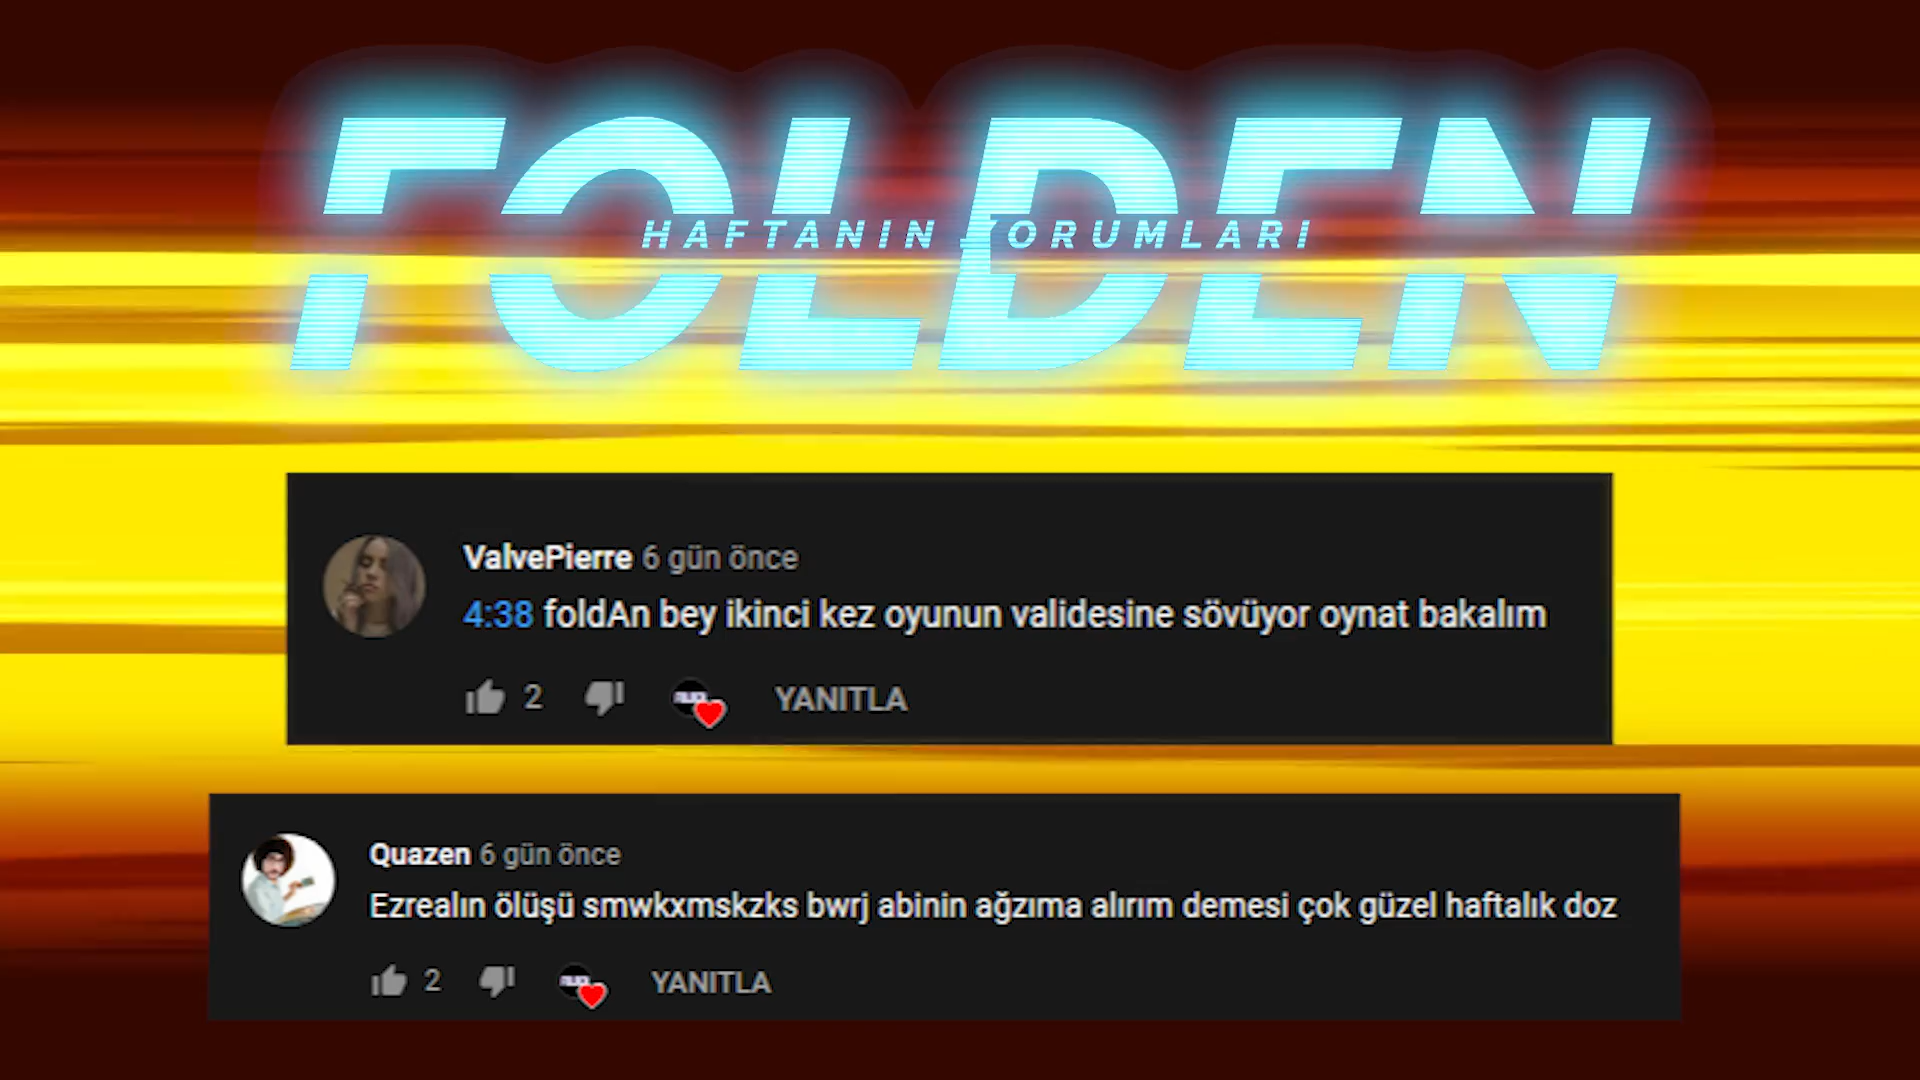 FOLDEN
HAFTANIN YORUMLARI
ValvePierre 6 gün önce
4:38 foldAn bey ikinci kez oyunun validesine sövüyor oynat bakalım
2 YANITLA
Quazen 6 gün önce
Ezrealın ölüşü smwkxmskzks bwrj abinin ağzıma alırım demesi çok güzel haftalık doz
2 YANITLA